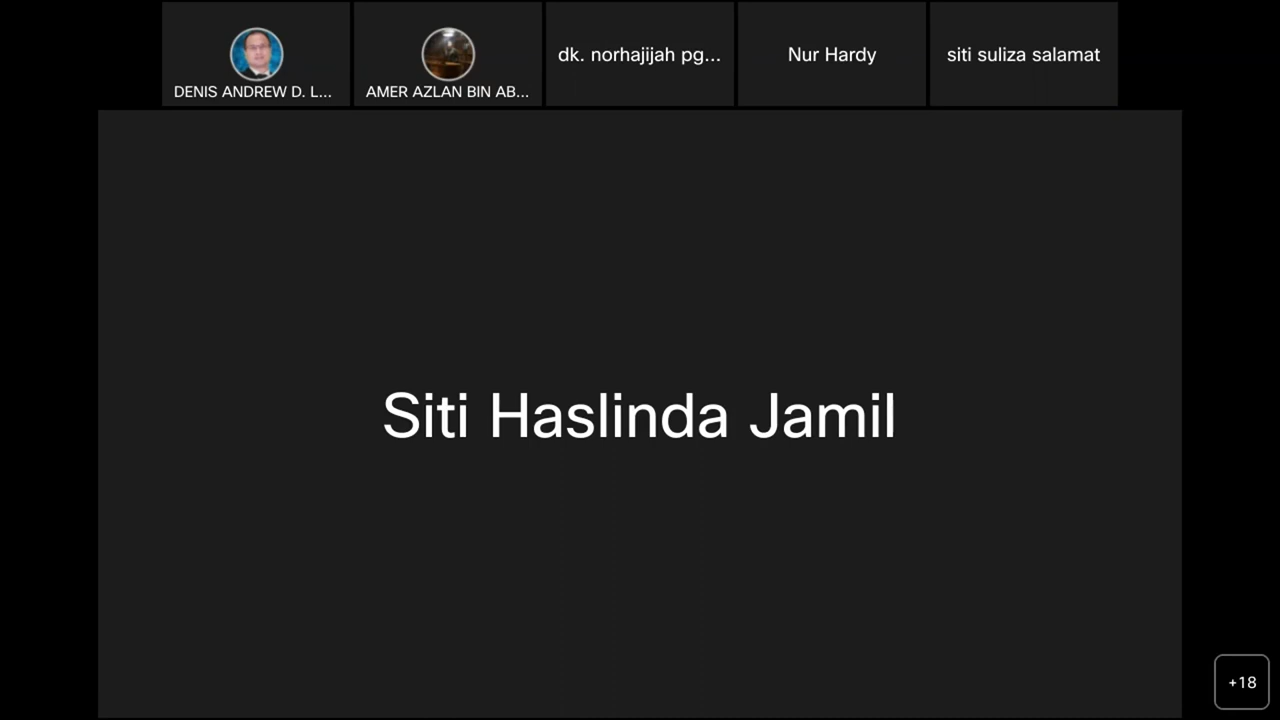 DENIS ANDREW D. L...
AMER AZLAN BIN AB...
dk. norhajijah pg...
Nur Hardy
siti suliza salamat
Siti Haslinda Jamil
+18